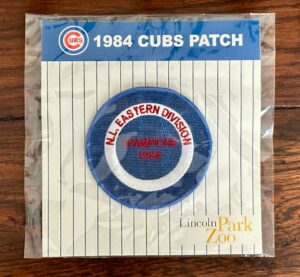 CUBS
1984 CUBS PATCH
N.L. EASTERN DIVISION
CHAMPIONS
1984
Lincoln Park
Zoo